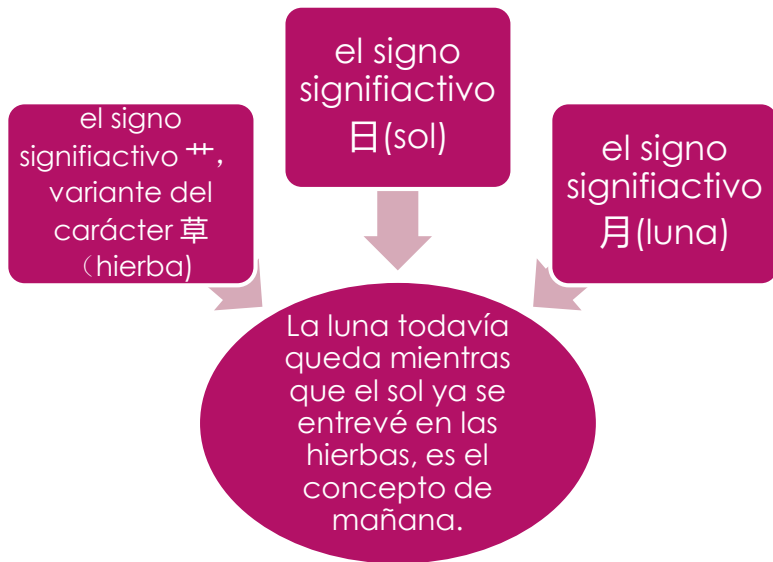 el signo
signifiactivo 艹,
variante del
carácter 草
（hierba)
el signo
signifiactivo
日(sol)
el signo
signifiactivo
月(luna)
La luna todavía
queda mientras
que el sol ya se
entrevé en las
hierbas, es el
concepto de
mañana.